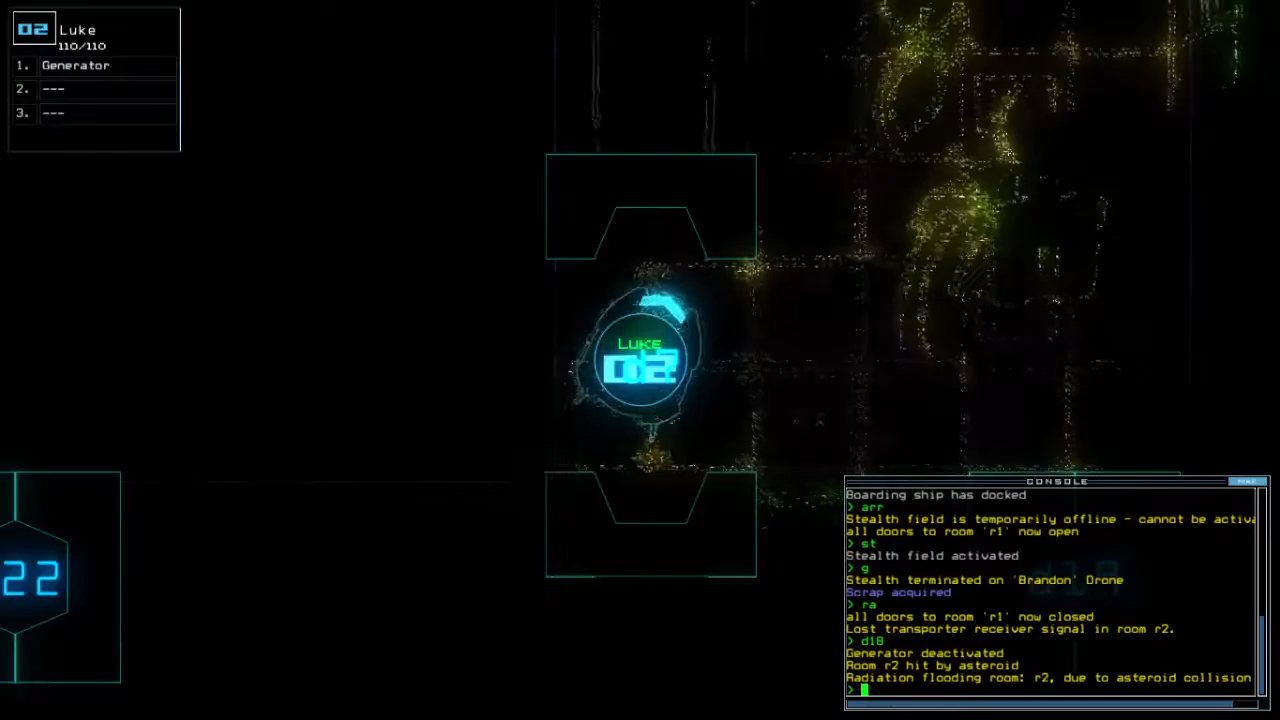 02 Luke
110/110
1. Generator
2. ---
3. ---
Luke
02
22
d19
CONSOLE
Boarding ship has docked
> arr
Stealth field is temporarily offline - cannot be activa
all doors to room 'r1' now open
> st
Stealth field activated
> g
Stealth terminated on 'Brandon' Drone
Scrap acquired
> ra
all doors to room 'r1' now closed
Lost transporter receiver signal in room r2.
> d18
Generator deactivated
Room r2 hit by asteroid
Radiation flooding room: r2, due to asteroid collision
>